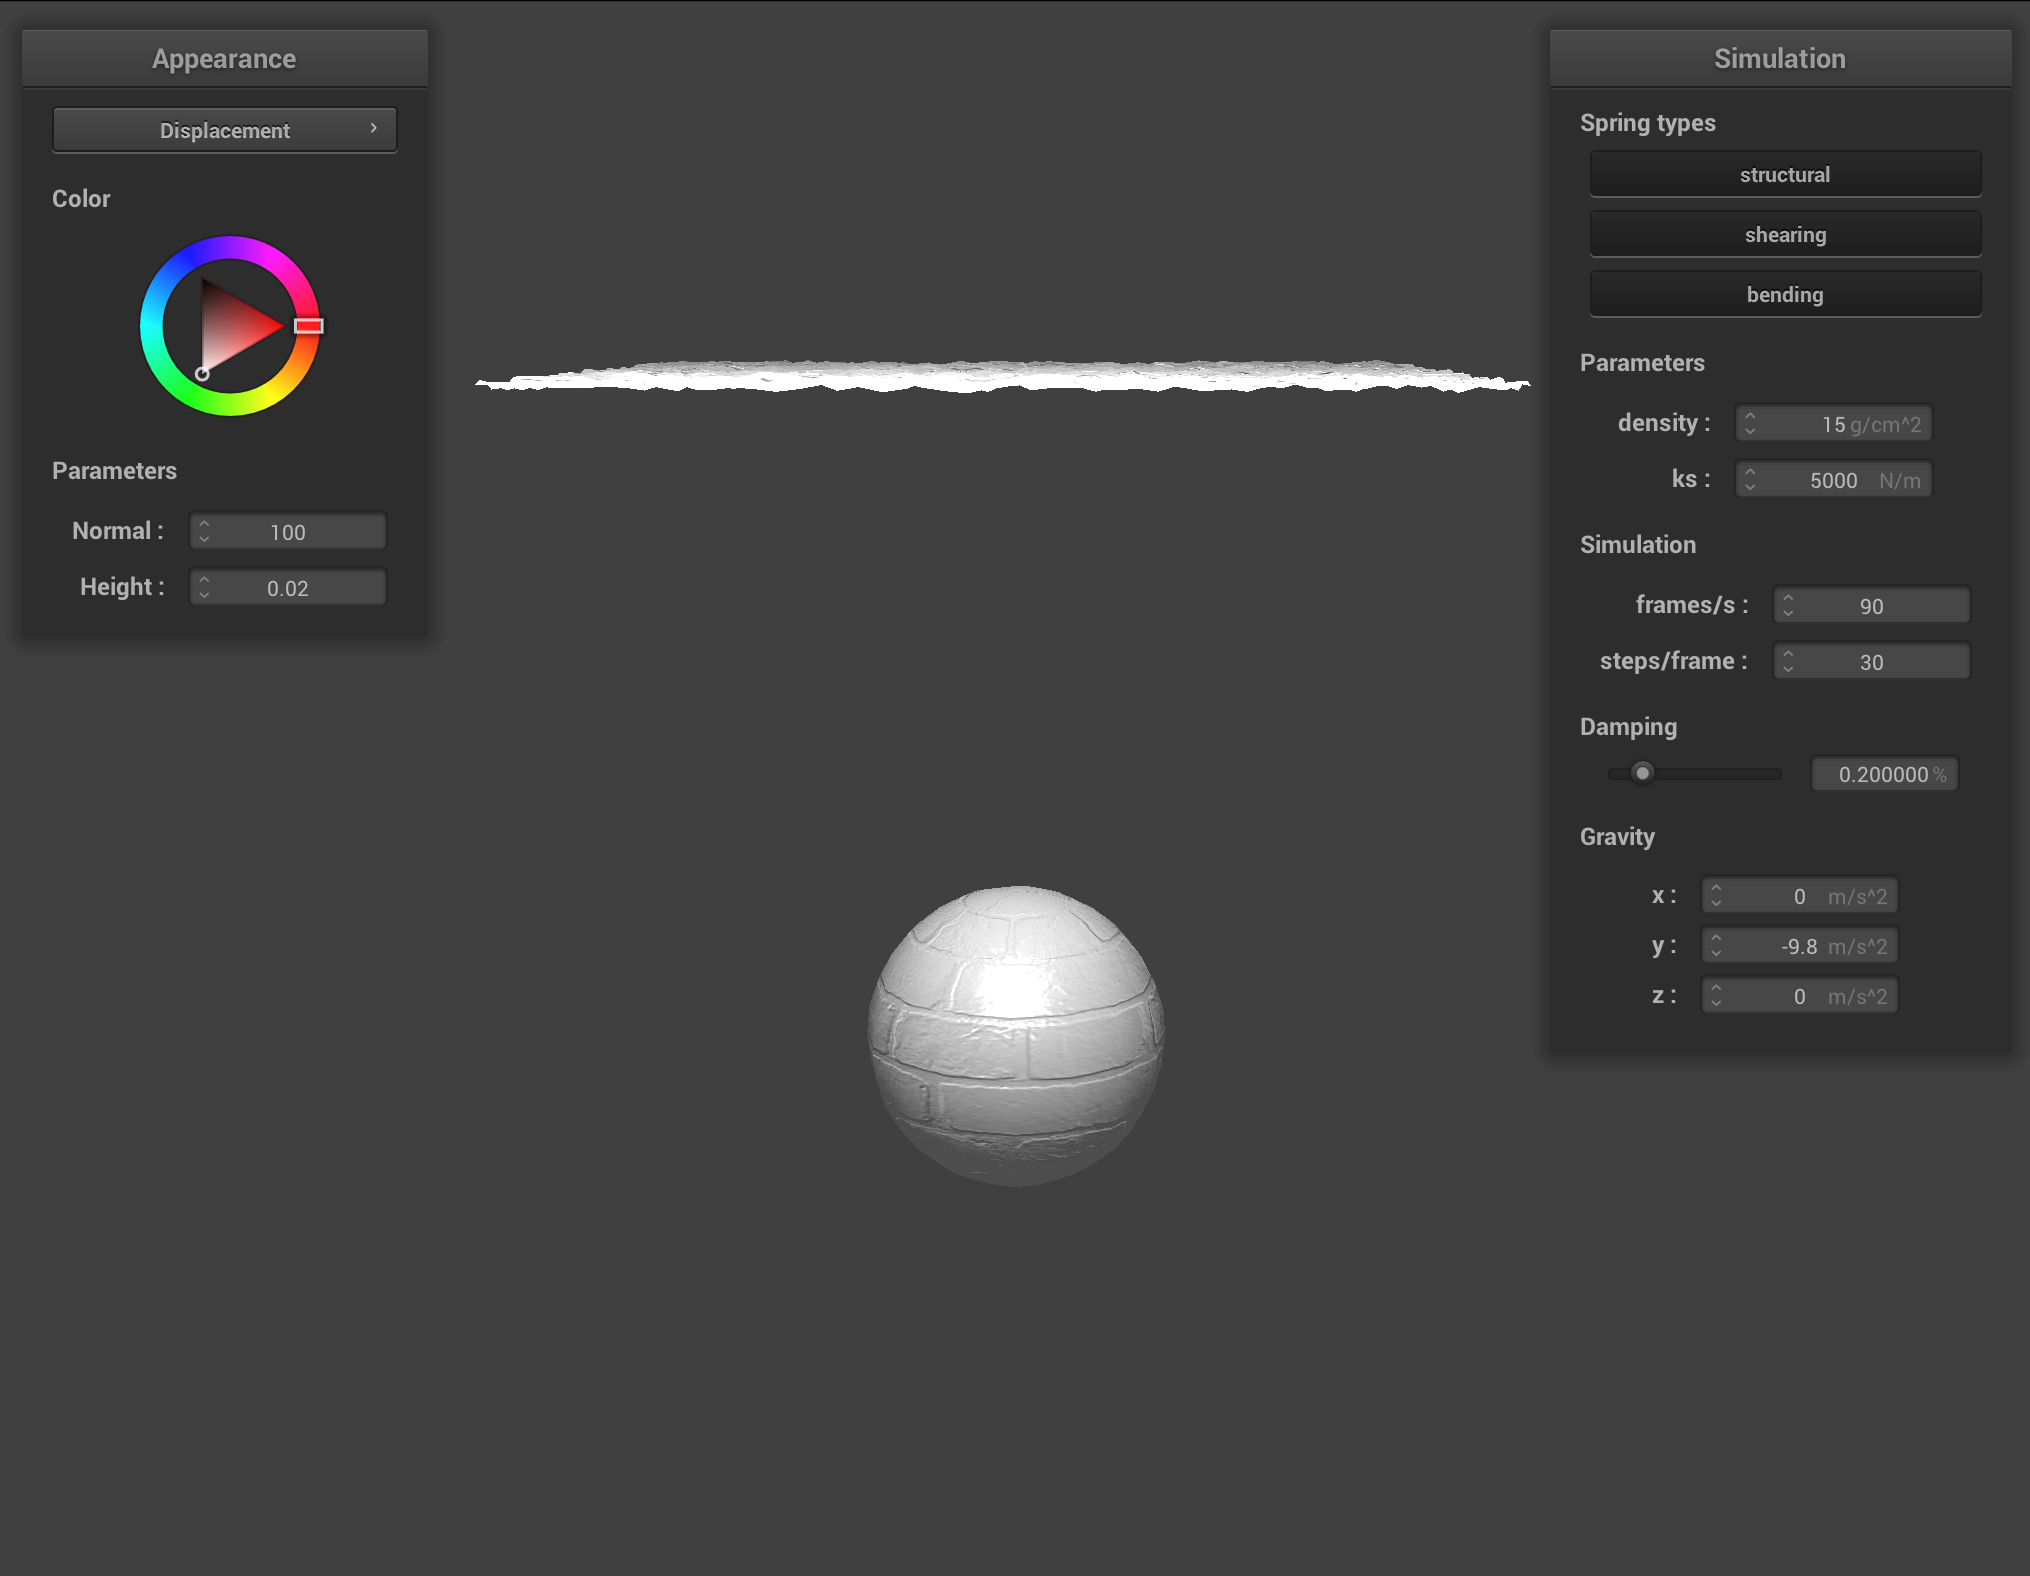 Appearance
Displacement
Color
Parameters
Normal : 100
Height : 0.02
Simulation
Spring types
structural
shearing
bending
Parameters
density : 15 g/cm^2
ks : 5000 N/m
Simulation
frames/s : 90
steps/frame : 30
Damping
0.200000 %
Gravity
x : 0 m/s^2
y : -9.8 m/s^2
z : 0 m/s^2